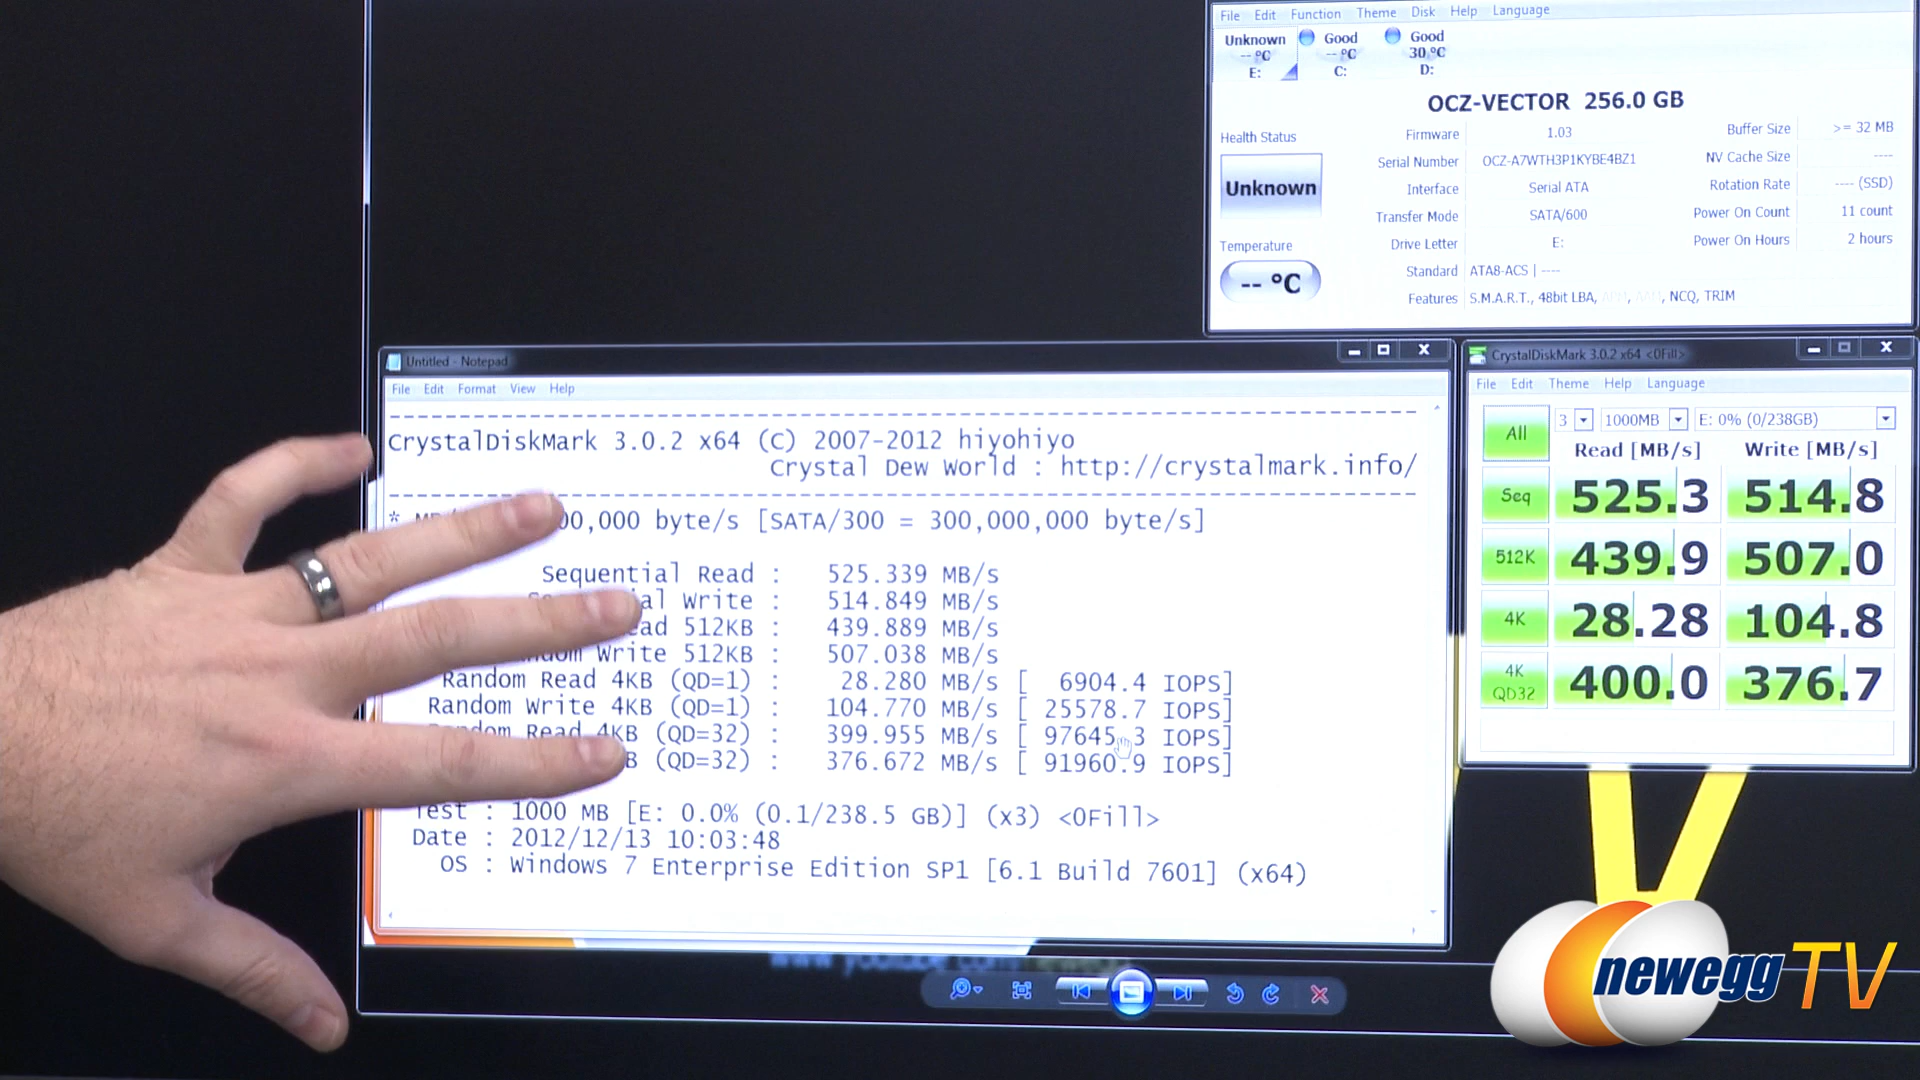 File Edit Function Theme Disk Help Language
Unknown Good Good
-- °C -- °C 30 °C
E: C: D:
OCZ-VECTOR 256.0 GB
Health Status
Unknown
Temperature
-- °C
Firmware 1.03
Serial Number OCZ-A7WTH3P1KYBE4BZ1
Interface Serial ATA
Transfer Mode SATA/600
Drive Letter E:
Standard ATA8-ACS | ----
Features S.M.A.R.T., 48bit LBA, NCQ, TRIM
Buffer Size >= 32 MB
NV Cache Size ----
Rotation Rate ---- (SSD)
Power On Count 11 count
Power On Hours 2 hours
Untitled - Notepad
File Edit Format View Help
CrystalDiskMark 3.0.2 x64 (C) 2007-2012 hiyohiyo
Crystal Dew World : http://crystalmark.info/
* 00,000 byte/s [SATA/300 = 300,000,000 byte/s]
Sequential Read : 525.339 MB/s
Write : 514.849 MB/s
512KB : 439.889 MB/s
Write 512KB : 507.038 MB/s
Random Read 4KB (QD=1) : 28.280 MB/s [ 6904.4 IOPS]
Random Write 4KB (QD=1) : 104.770 MB/s [ 25578.7 IOPS]
Read 4KB (QD=32) : 399.955 MB/s [ 97645.3 IOPS]
(QD=32) : 376.672 MB/s [ 91960.9 IOPS]
Test : 1000 MB [E: 0.0% (0.1/238.5 GB)] (x3) <0Fill>
Date : 2012/12/13 10:03:48
OS : Windows 7 Enterprise Edition SP1 [6.1 Build 7601] (x64)
CrystalDiskMark 3.0.2 x64 <0Fill>
File Edit Theme Help Language
All 3 1000MB E: 0% (0/238GB)
Read [MB/s] Write [MB/s]
Seq 525.3 514.8
512K 439.9 507.0
4K 28.28 104.8
4K QD32 400.0 376.7
newegg TV